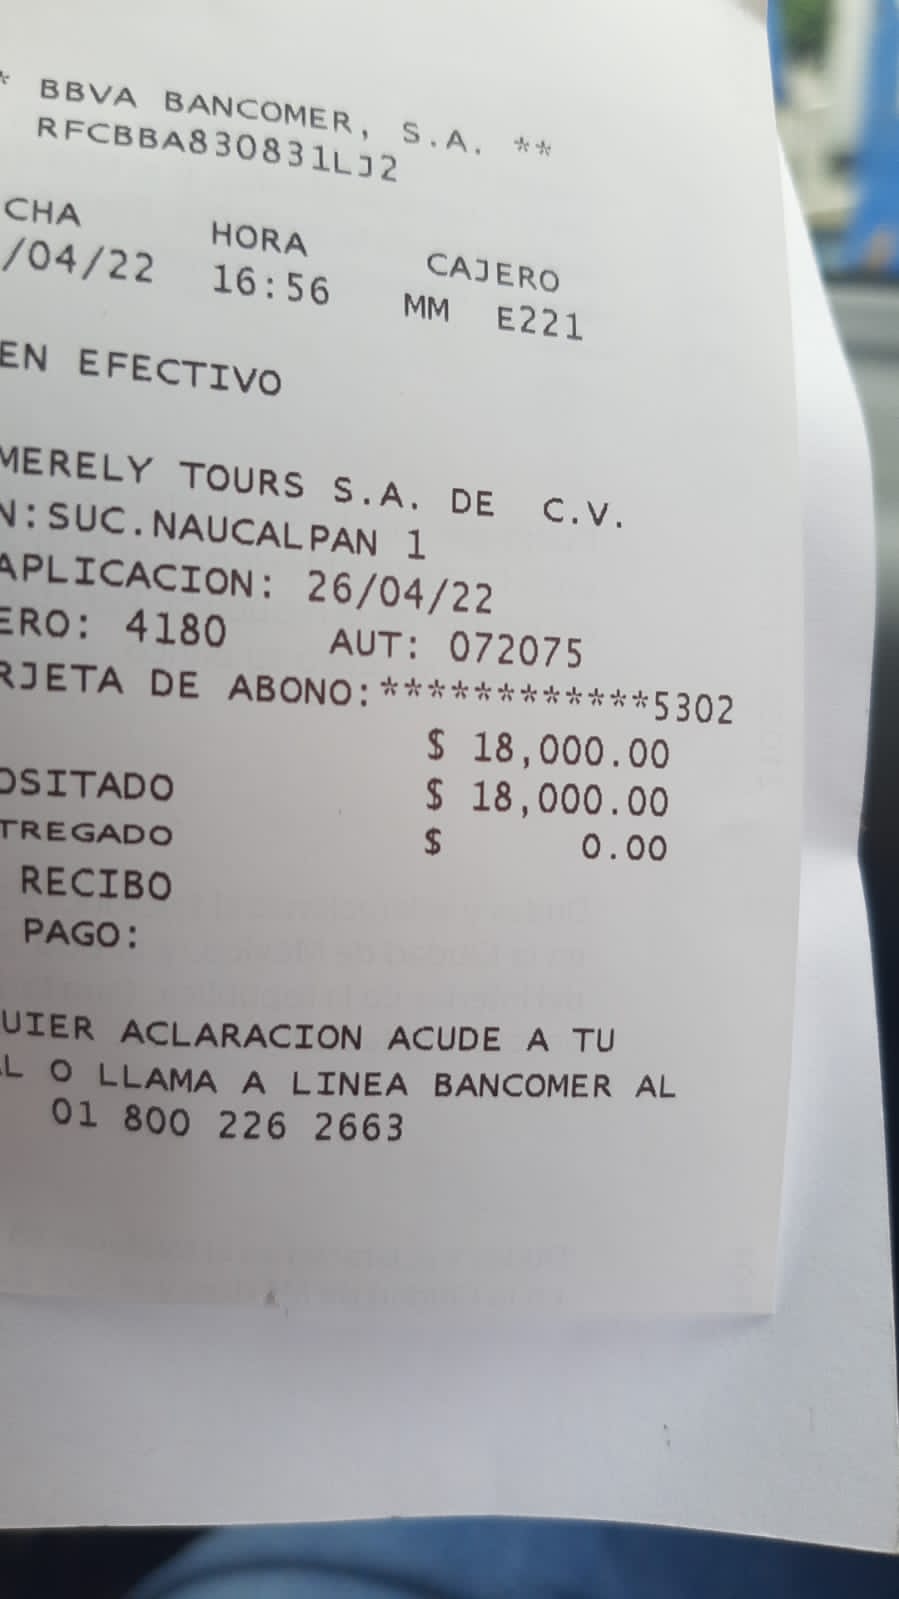 * BBVA BANCOMER, S.A. **
RFCBBA830831LJ2
CHA HORA CAJERO
/04/22 16:56 MM E221
EN EFECTIVO
MERELY TOURS S.A. DE C.V.
N:SUC.NAUCALPAN 1
APLICACION: 26/04/22
ERO: 4180 AUT: 072075
RJETA DE ABONO:************5302
$ 18,000.00
OSITADO $ 18,000.00
TREGADO $ 0.00
RECIBO
PAGO:
UIER ACLARACION ACUDE A TU
AL O LLAMA A LINEA BANCOMER AL
01 800 226 2663